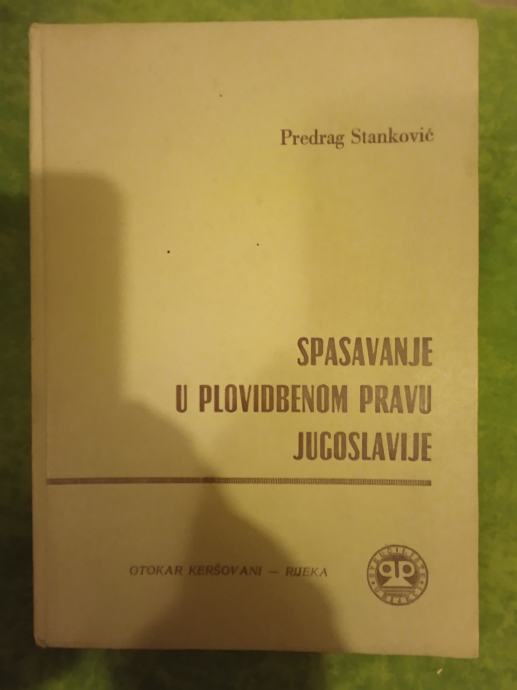 Predrag Stanković
SPASAVANJE
U PLOVIDBENOM PRAVU
JUGOSLAVIJE
OTOKAR KERŠOVANI — RIJEKA